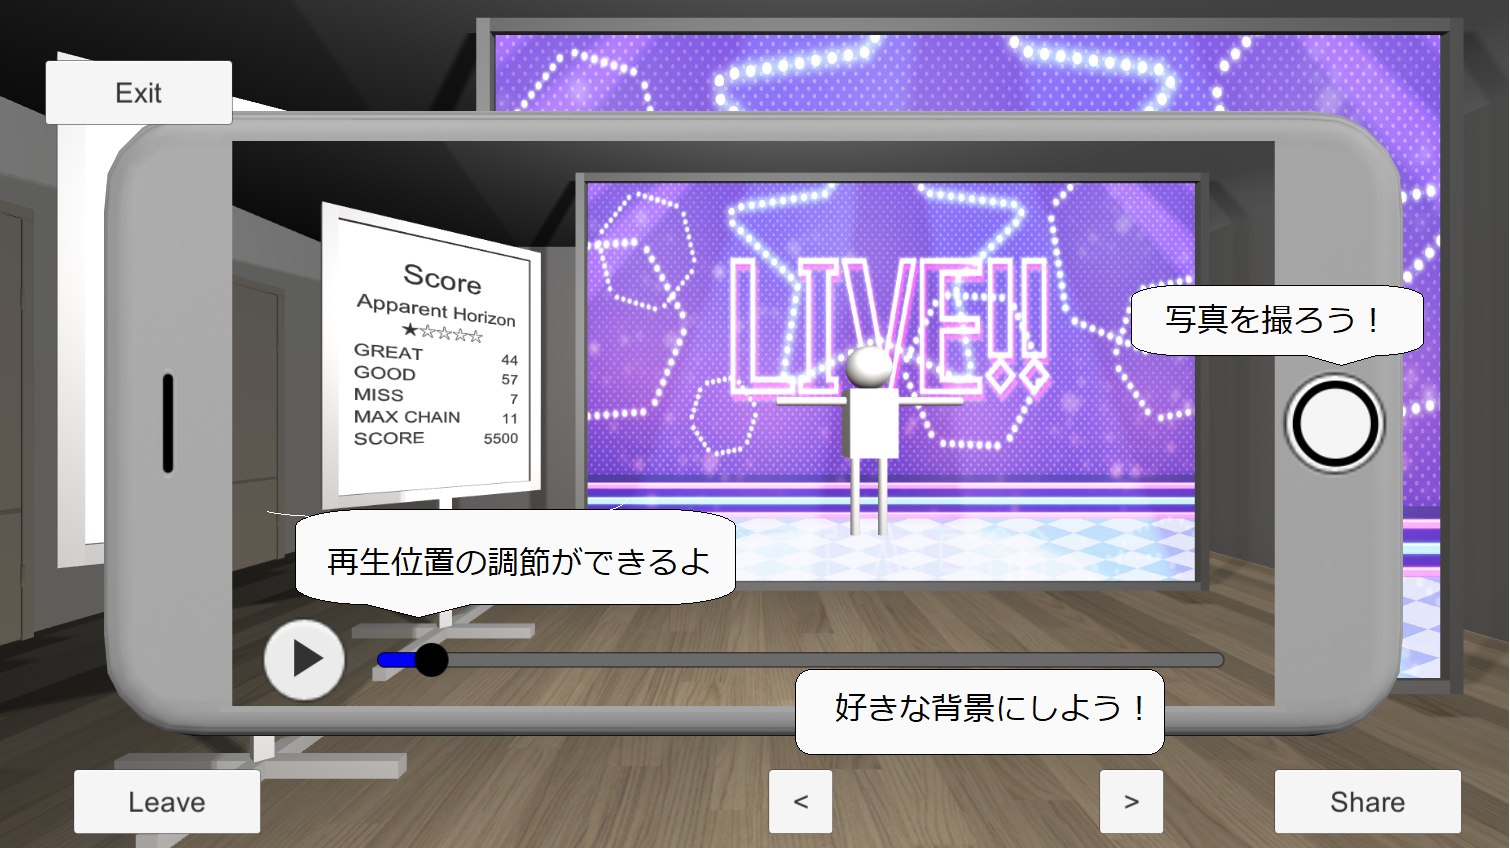 Exit
LIVE!!
Score
Apparent Horizon
★☆☆☆☆
GREAT 44
GOOD 57
MISS 7
MAX CHAIN 11
SCORE 5500
写真を撮ろう！
再生位置の調節ができるよ
好きな背景にしよう！
Leave
<
>
Share